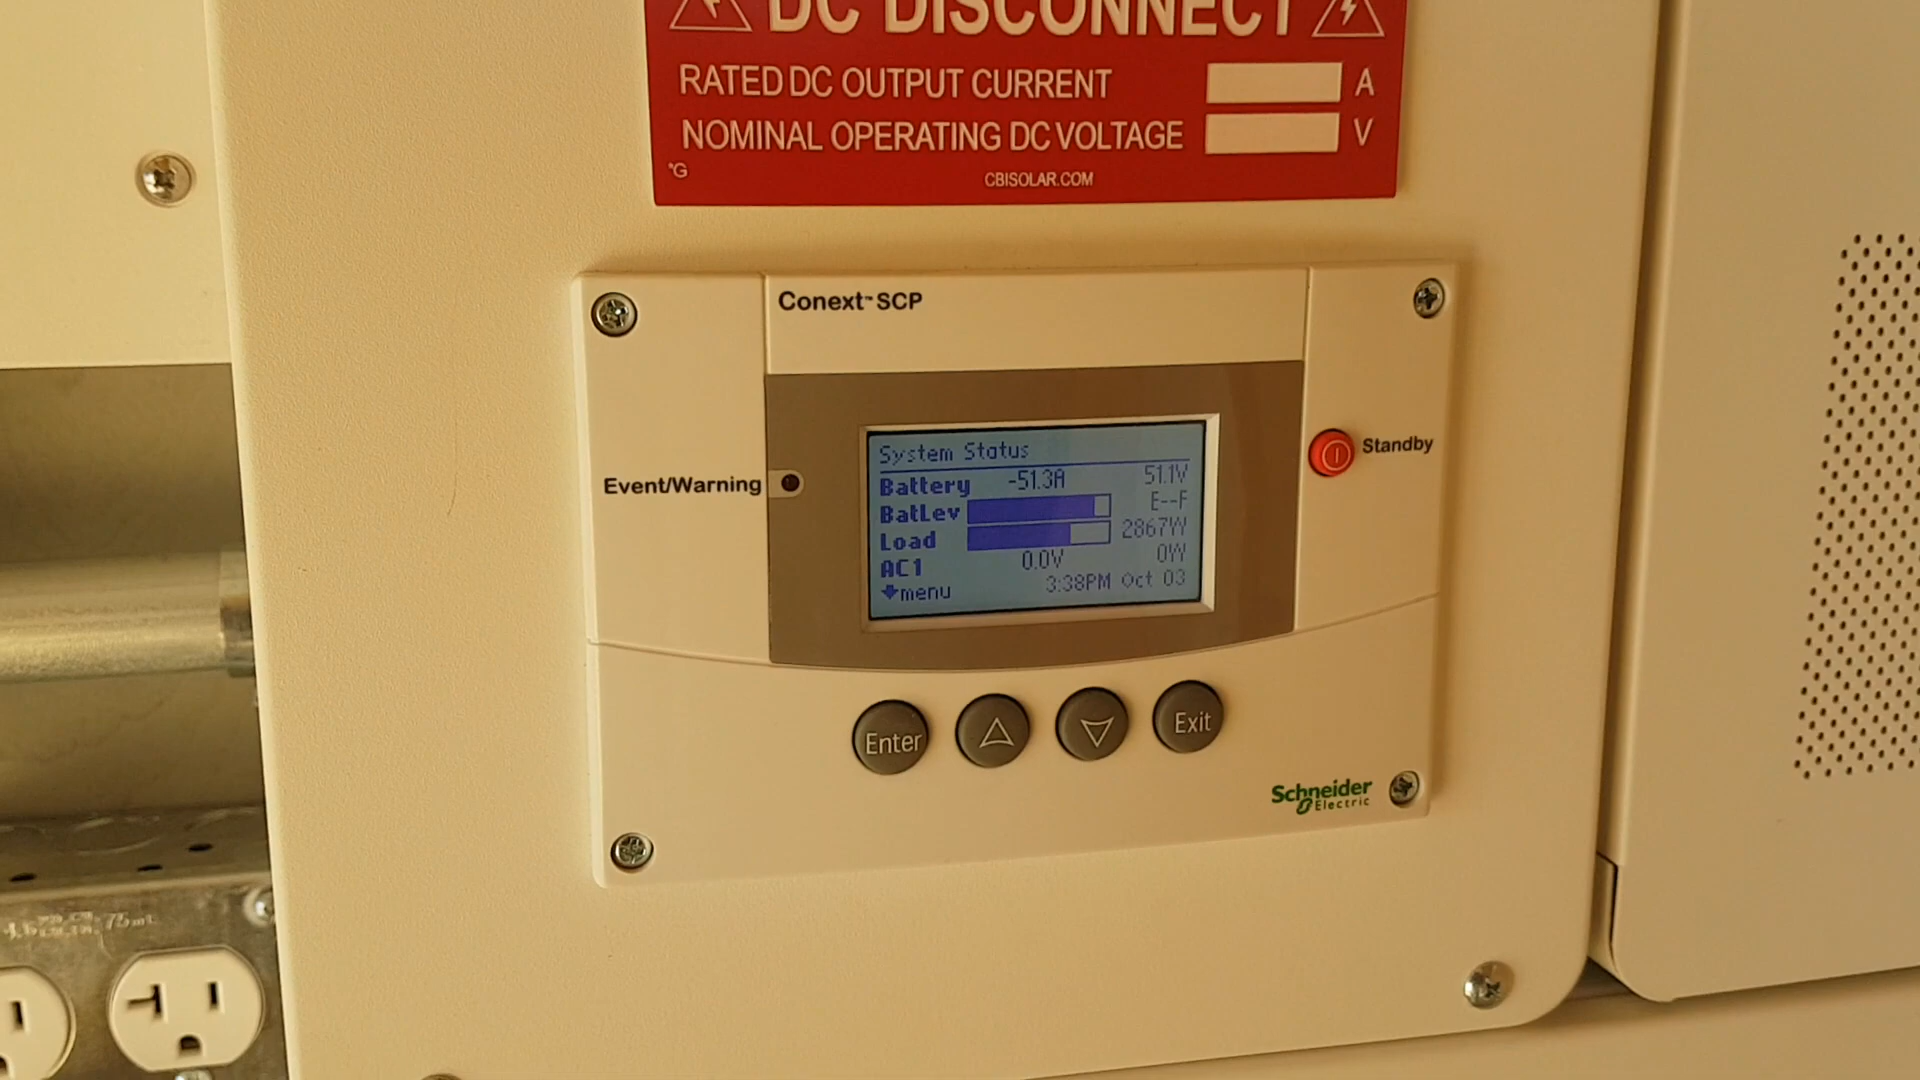 DC DISCONNECT
RATED DC OUTPUT CURRENT A
NOMINAL OPERATING DC VOLTAGE V
°G
CBISOLAR.COM
Conext™ SCP
Event/Warning
Standby
System Status
Battery -51.3A 51.1V
BatLev E--F
Load 2867W
AC1 0.0V 0W
menu 3:38PM Oct 03
Enter
Exit
Schneider
Electric